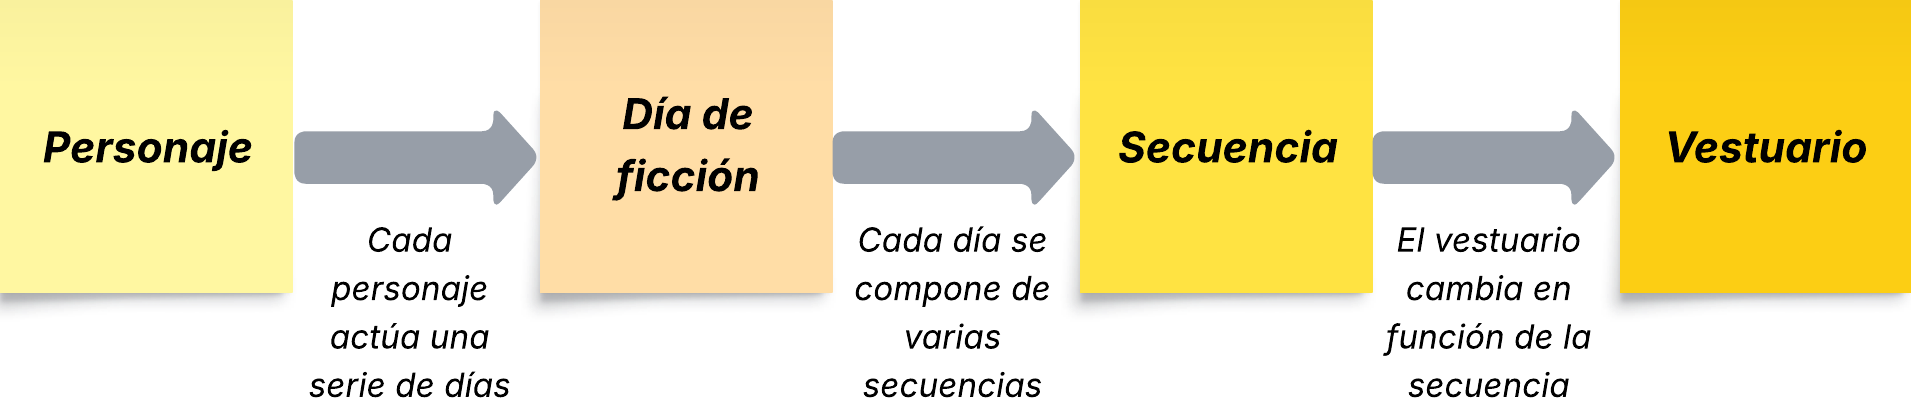 Personaje
Cada
personaje
actúa una
serie de días
Día de
ficción
Cada día se
compone de
varias
secuencias
Secuencia
El vestuario
cambia en
función de la
secuencia
Vestuario